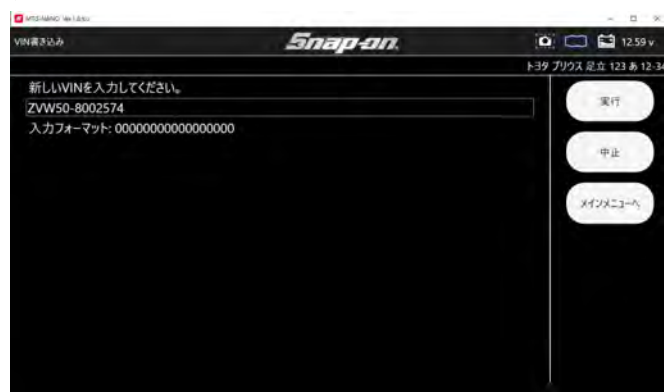 VIN書き込み
Snap-on
12.59 v
トヨタ プリウス 足立 123 あ 12-34
新しいVINを入力してください。
ZVW50-8002574
入力フォーマット: 00000000000000000
実行
中止
メインメニューへ